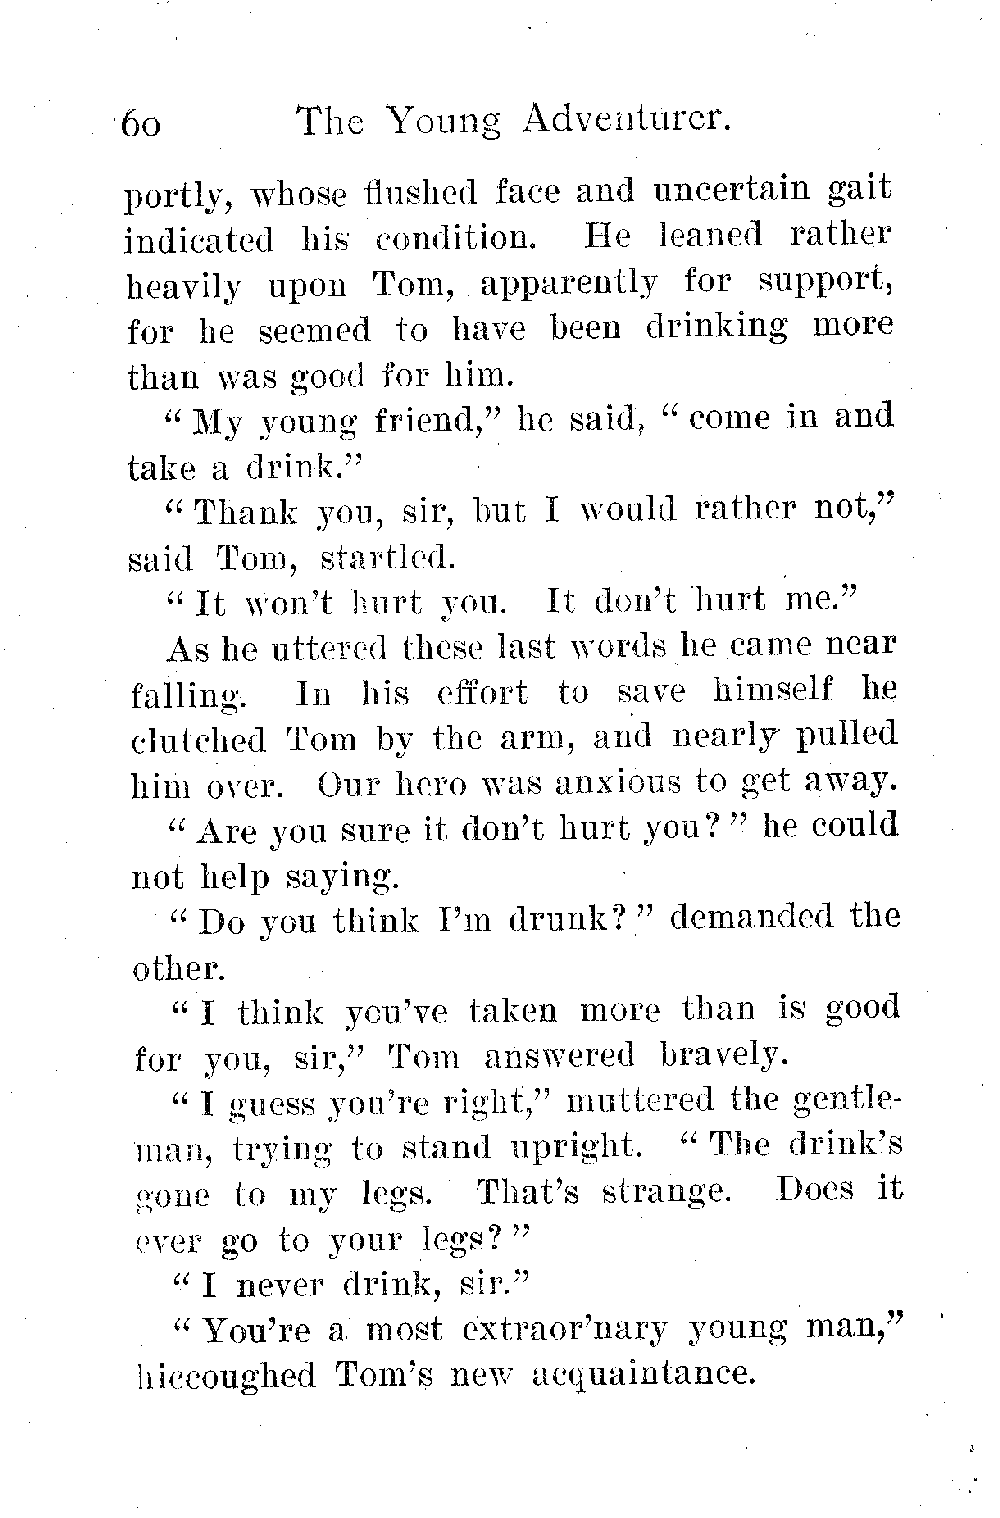 60 The Young Adventurer.
portly, whose flushed face and uncertain gait
indicated his condition. He leaned rather
heavily upon Tom, apparently for support,
for he seemed to have been drinking more
than was good for him.
“ My young friend,” he said, “ come in and
take a drink.”
“ Thank you, sir, but I would rather not,”
said Tom, startled.
“ It won’t hurt you. It don’t hurt me.”
As he uttered these last words he came near
falling. In his effort to save himself he
clutched Tom by the arm, and nearly pulled
him over. Our hero was anxious to get away.
“ Are you sure it don’t hurt you? ” he could
not help saying.
“ Do you think I’m drunk? ” demanded the
other.
“ I think you’ve taken more than is good
for you, sir,” Tom answered bravely.
“ I guess you’re right,” muttered the gentle-
man, trying to stand upright. “ The drink’s
gone to my legs. That’s strange. Does it
ever go to your legs? ”
“ I never drink, sir.”
“ You’re a most extraor’nary young man,”
hiccoughed Tom’s new acquaintance.